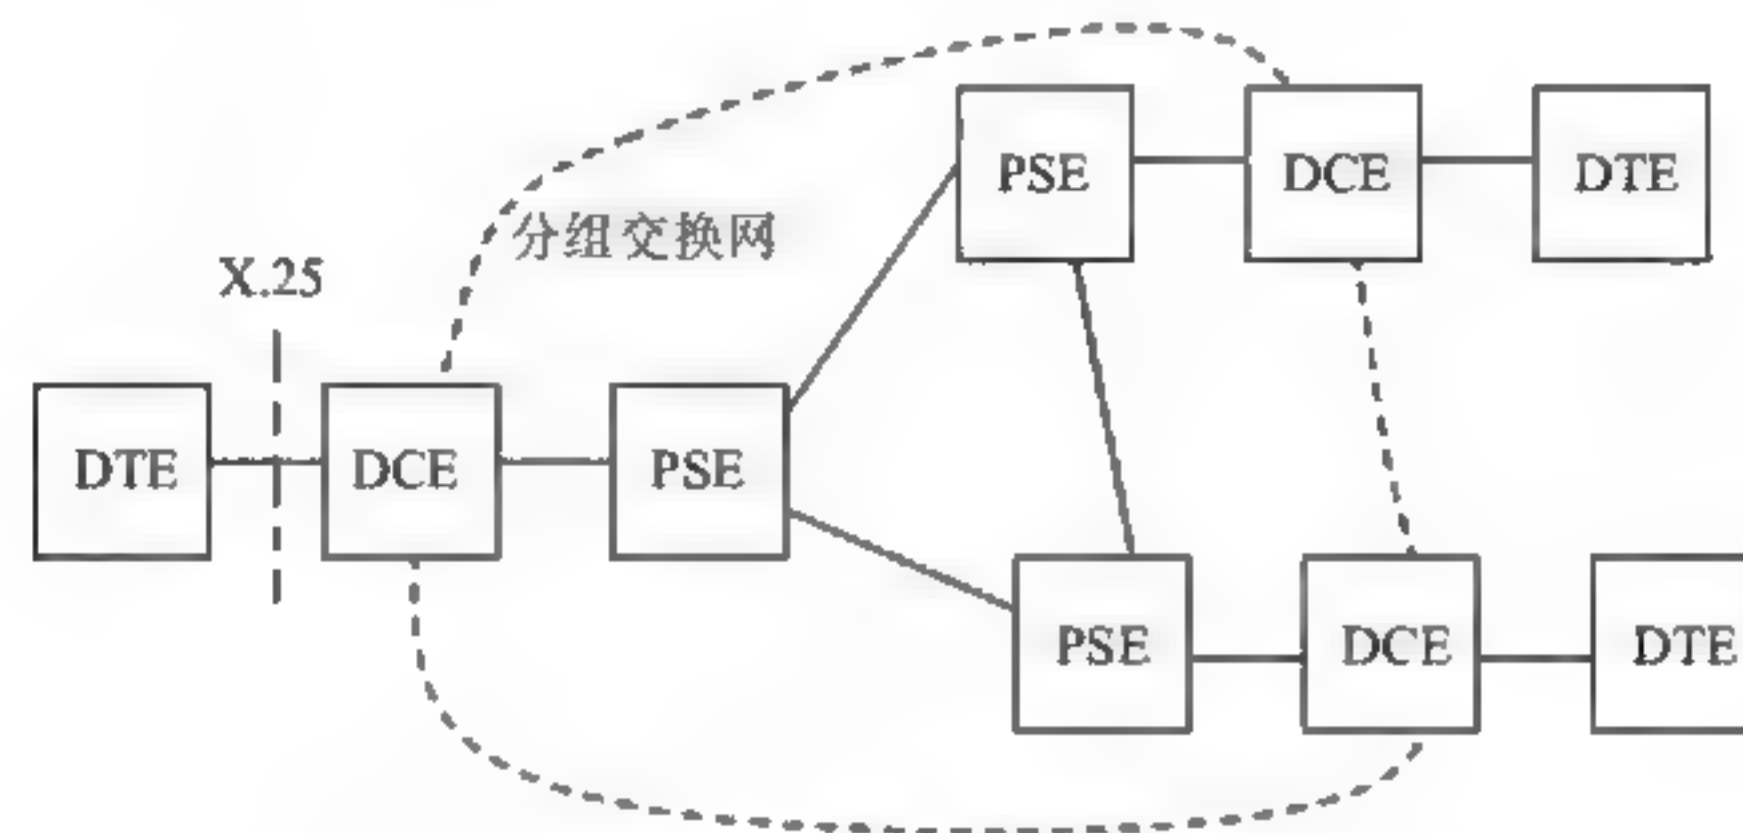 PSE DCE DTE
分组交换网
X.25
DTE DCE PSE
PSE DCE DTE